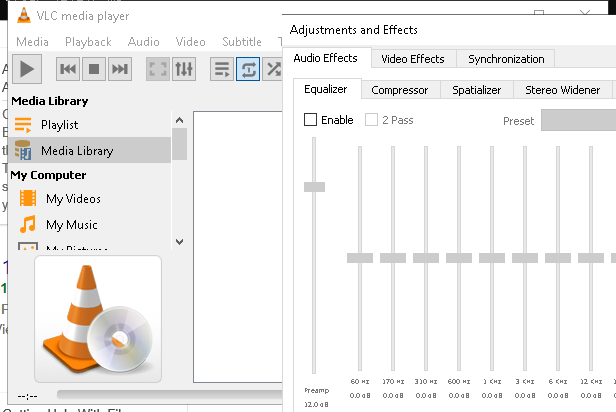 VLC media player
Media Playback Audio Video Subtitle
Media Library
Playlist
Media Library
My Computer
My Videos
My Music
My Pictures
--:--
Adjustments and Effects
Audio Effects Video Effects Synchronization
Equalizer Compressor Spatializer Stereo Widener
Enable 2 Pass Preset
Preamp
12.0 dB
60 Hz 170 Hz 310 Hz 600 Hz 1 KHz 3 KHz 6 KHz 12 KHz
0.0 dB 0.0 dB 0.0 dB 0.0 dB 0.0 dB 0.0 dB 0.0 dB 0.0 dB